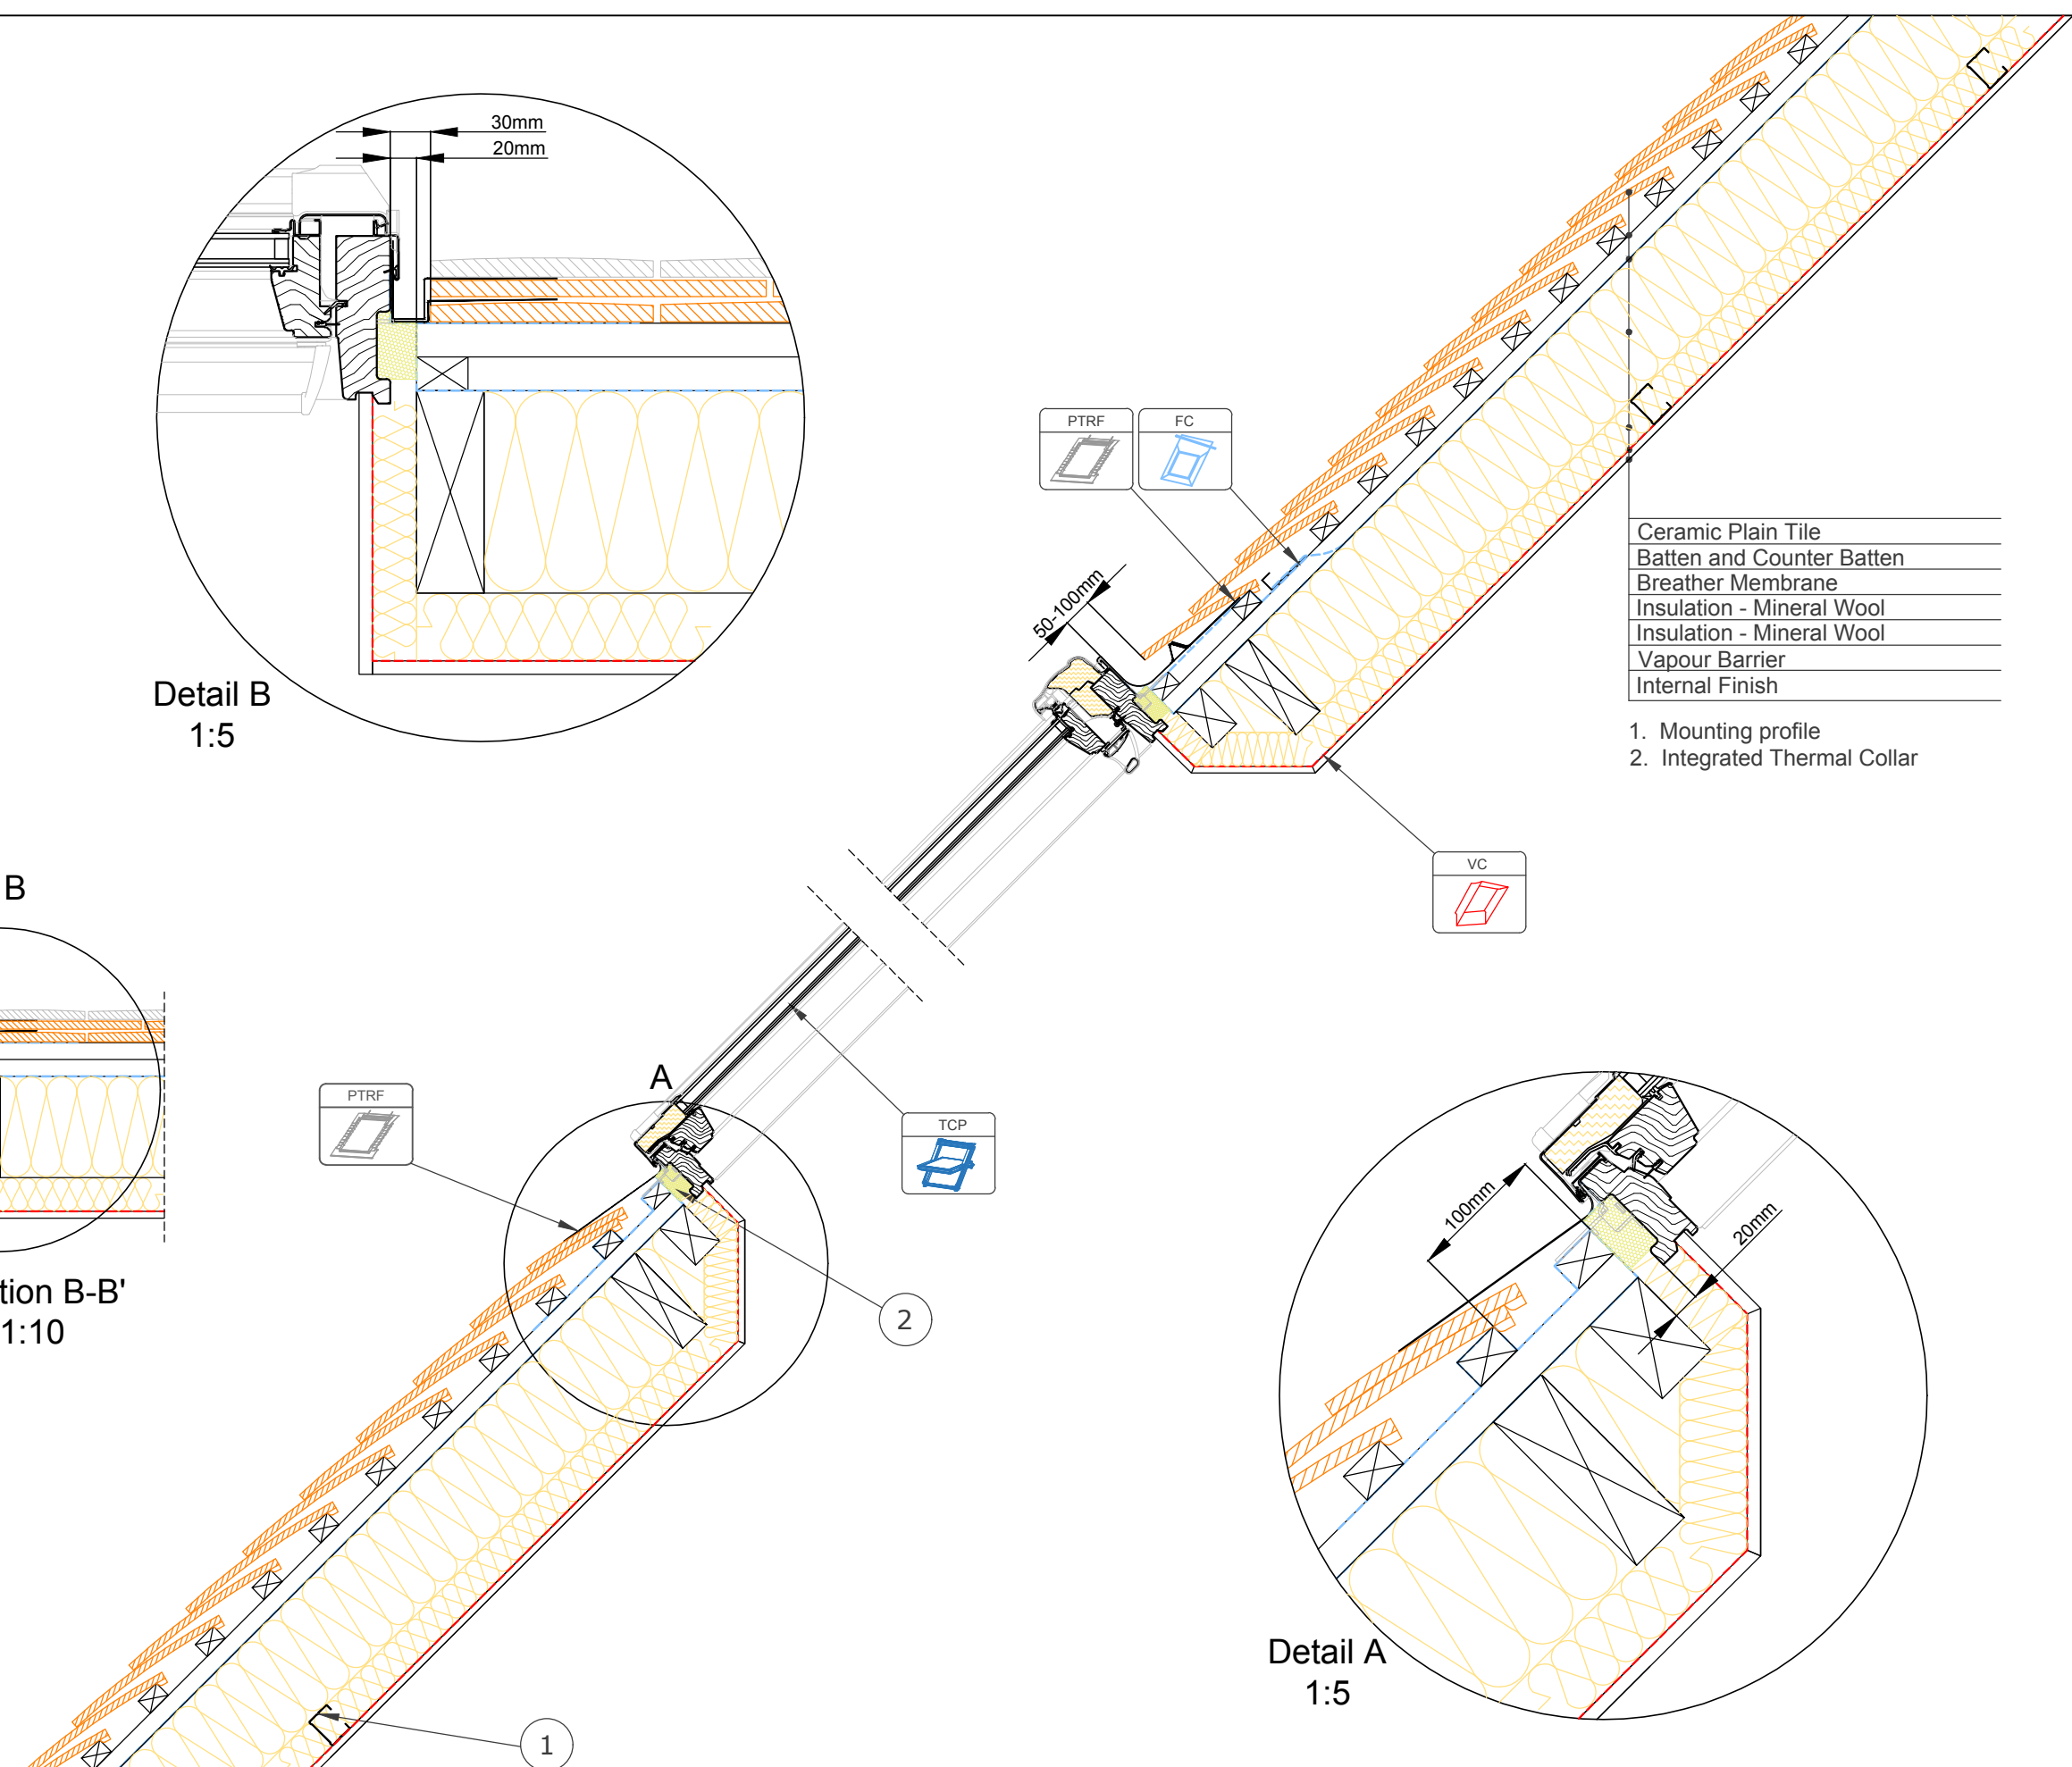 30mm
20mm
Detail B
1:5
PTRF
FC
50-100mm
Ceramic Plain Tile
Batten and Counter Batten
Breather Membrane
Insulation - Mineral Wool
Insulation - Mineral Wool
Vapour Barrier
Internal Finish
1. Mounting profile
2. Integrated Thermal Collar
VC
B
A
PTRF
TCP
100mm
20mm
2
tion B-B'
1:10
Detail A
1:5
1